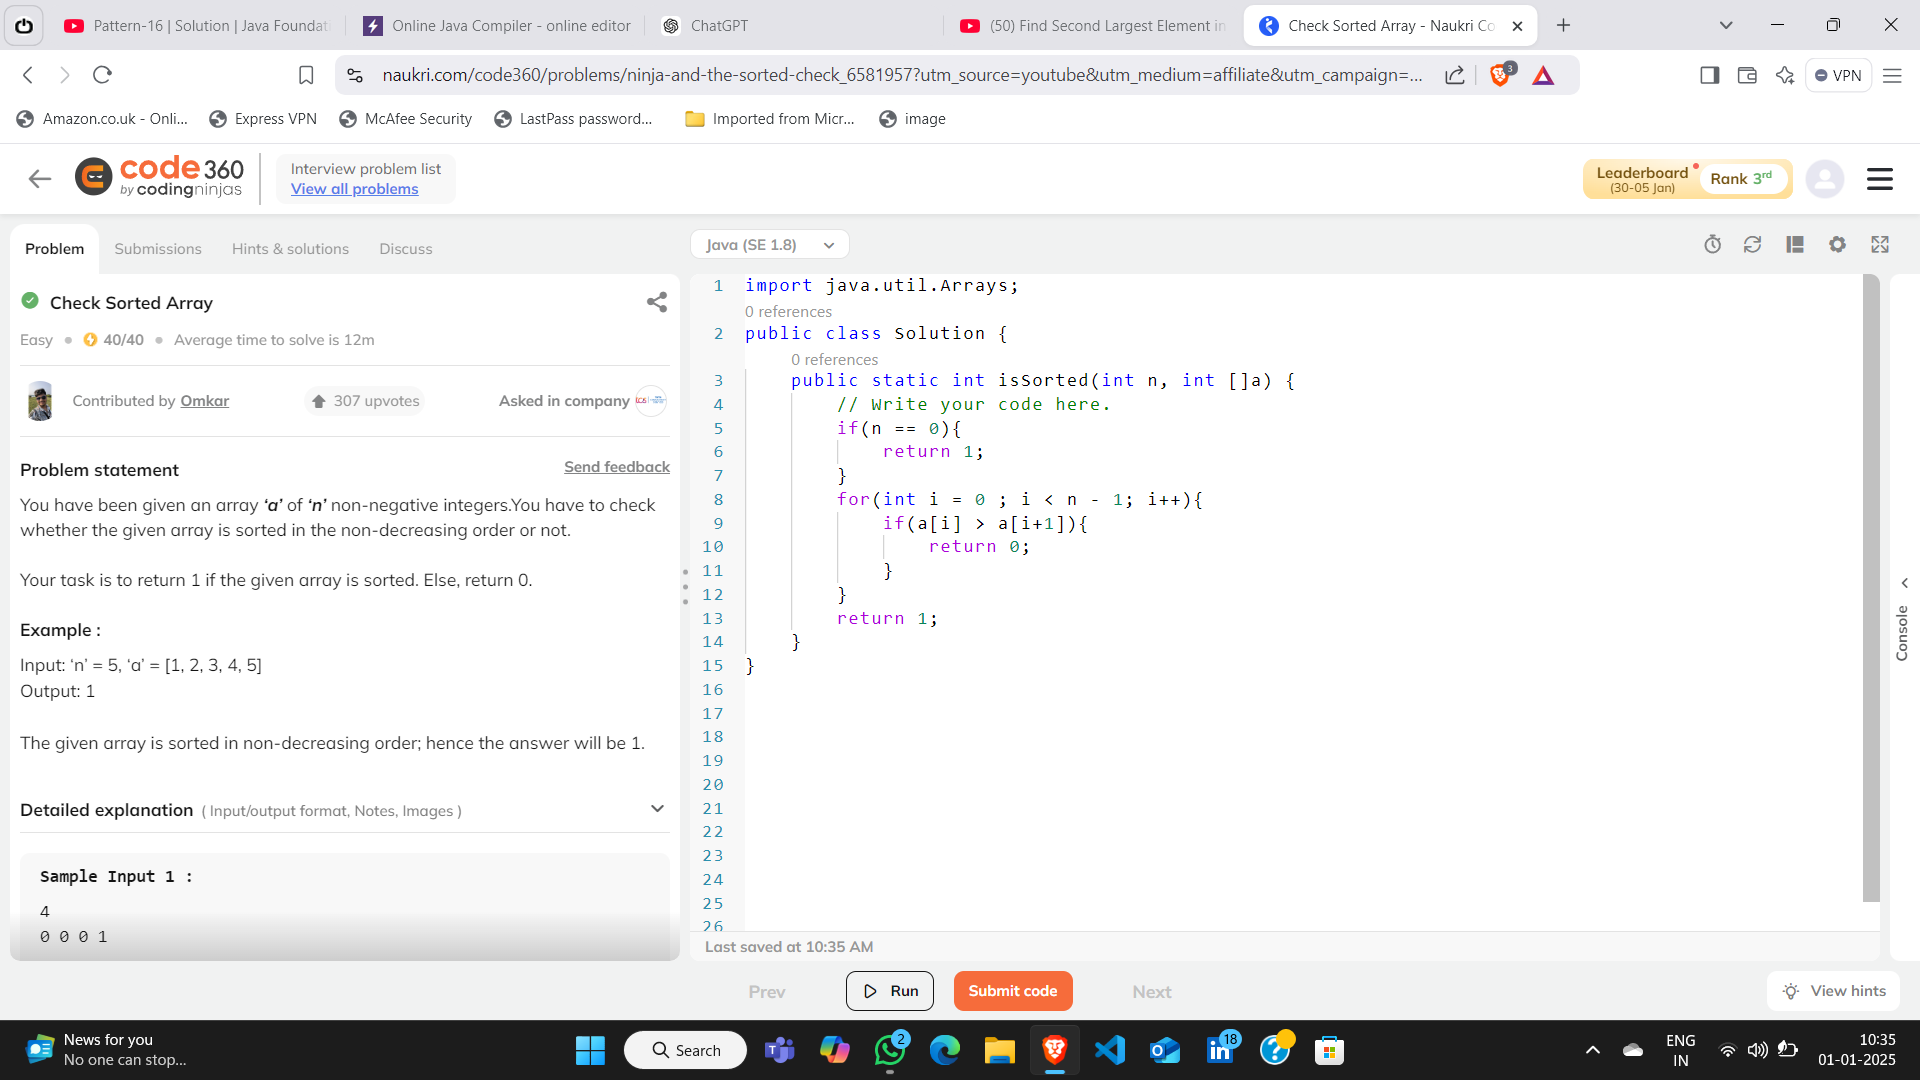 Pattern-16 | Solution | Java Foundati
Online Java Compiler - online editor
ChatGPT
(50) Find Second Largest Element in
Check Sorted Array - Naukri Co
naukri.com/code360/problems/ninja-and-the-sorted-check_6581957?utm_source=youtube&utm_medium=affiliate&utm_campaign=...
3
VPN
Amazon.co.uk - Onli...
Express VPN
McAfee Security
LastPass password...
Imported from Micr...
image
code 360
by codingninjas
Interview problem list
View all problems
Leaderboard
(30-05 Jan)
Rank 3rd
Problem
Submissions
Hints & solutions
Discuss
Check Sorted Array
Easy • 40/40 • Average time to solve is 12m
Contributed by Omkar
307 upvotes
Asked in company
Problem statement
Send feedback
You have been given an array ‘a’ of ‘n’ non-negative integers.You have to check
whether the given array is sorted in the non-decreasing order or not.
Your task is to return 1 if the given array is sorted. Else, return 0.
Example :
Input: ‘n’ = 5, ‘a’ = [1, 2, 3, 4, 5]
Output: 1
The given array is sorted in non-decreasing order; hence the answer will be 1.
Detailed explanation ( Input/output format, Notes, Images )
Sample Input 1 :
4
0 0 0 1
Java (SE 1.8)
1 import java.util.Arrays;
0 references
2 public class Solution {
0 references
3 public static int isSorted(int n, int []a) {
4 // Write your code here.
5 if(n == 0){
6 return 1;
7 }
8 for(int i = 0 ; i < n - 1; i++){
9 if(a[i] > a[i+1]){
10 return 0;
11 }
12 }
13 return 1;
14 }
15 }
16
17
18
19
20
21
22
23
24
25
26
Last saved at 10:35 AM
Console
Prev
Run
Submit code
Next
View hints
News for you
No one can stop...
Search
2
18
ENG
IN
10:35
01-01-2025